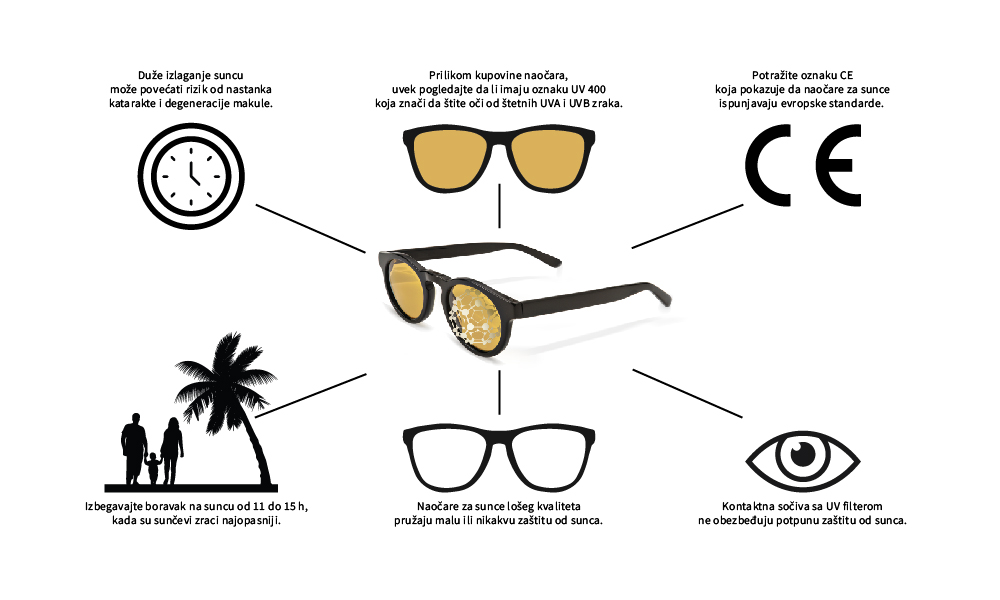 Duže izlaganje suncu
može povećati rizik od nastanka
katarakte i degeneracije makule.
Prilikom kupovine naočara,
uvek pogledajte da li imaju oznaku UV 400
koja znači da štite oči od štetnih UVA i UVB zraka.
Potražite oznaku CE
koja pokazuje da naočare za sunce
ispunjavaju evropske standarde.
CE
Izbegavajte boravak na suncu od 11 do 15 h,
kada su sunčevi zraci najopasniji.
Naočare za sunce lošeg kvaliteta
pružaju malu ili nikakvu zaštitu od sunca.
Kontaktna sočiva sa UV filterom
ne obezbeđuju potpunu zaštitu od sunca.